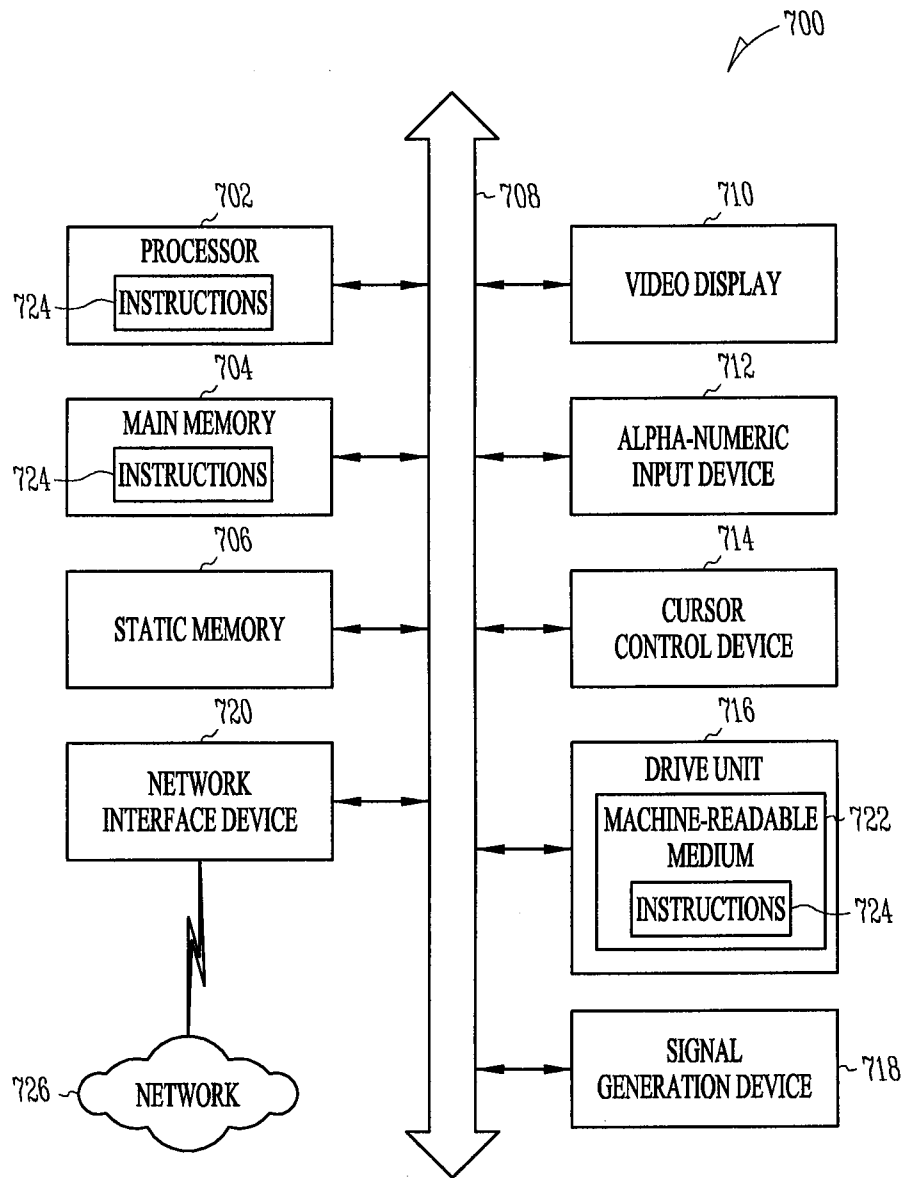 700
708
702
PROCESSOR
724
INSTRUCTIONS
704
MAIN MEMORY
724
INSTRUCTIONS
706
STATIC MEMORY
720
NETWORK
INTERFACE DEVICE
726
NETWORK
710
VIDEO DISPLAY
712
ALPHA-NUMERIC
INPUT DEVICE
714
CURSOR
CONTROL DEVICE
716
DRIVE UNIT
MACHINE-READABLE
MEDIUM
722
INSTRUCTIONS
724
SIGNAL
GENERATION DEVICE
718